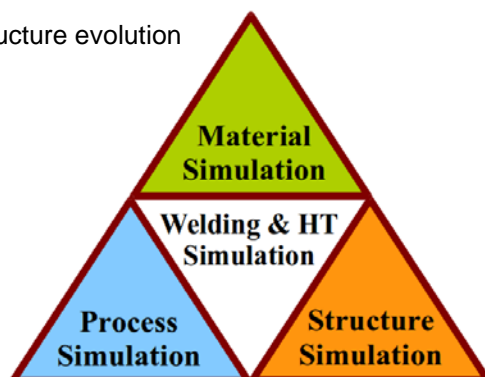 ucture evolution
Material
Simulation
Welding & HT
Simulation
Process
Simulation
Structure
Simulation